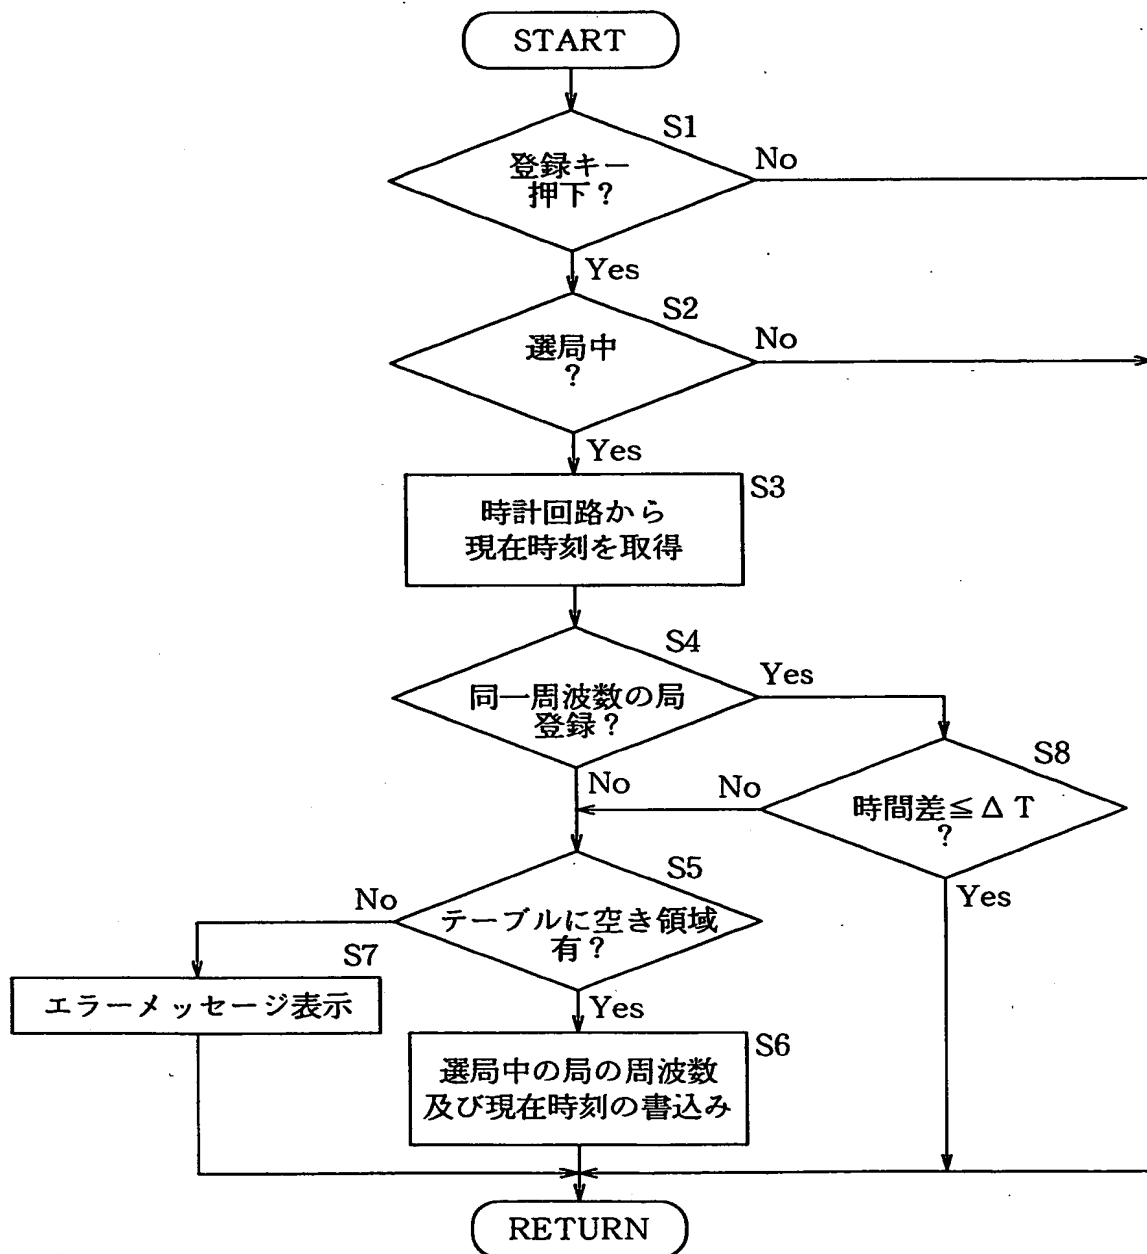 START
S1
登録キー
押下?
No
Yes
S2
選局中
?
No
Yes
S3
時計回路から
現在時刻を取得
S4
同一周波数の局
登録?
Yes
No
S8
時間差≦ΔT
?
No
Yes
S5
テーブルに空き領域
有?
No
Yes
S7
エラーメッセージ表示
S6
選局中の局の周波数
及び現在時刻の書込み
RETURN